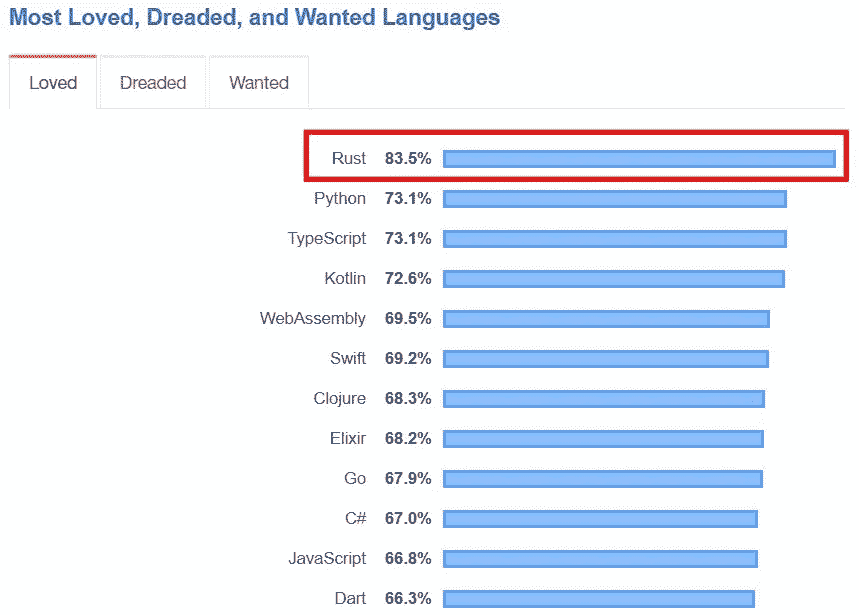 Most Loved, Dreaded, and Wanted Languages
Loved Dreaded Wanted
Rust 83.5%
Python 73.1%
TypeScript 73.1%
Kotlin 72.6%
WebAssembly 69.5%
Swift 69.2%
Clojure 68.3%
Elixir 68.2%
Go 67.9%
C# 67.0%
JavaScript 66.8%
Dart 66.3%